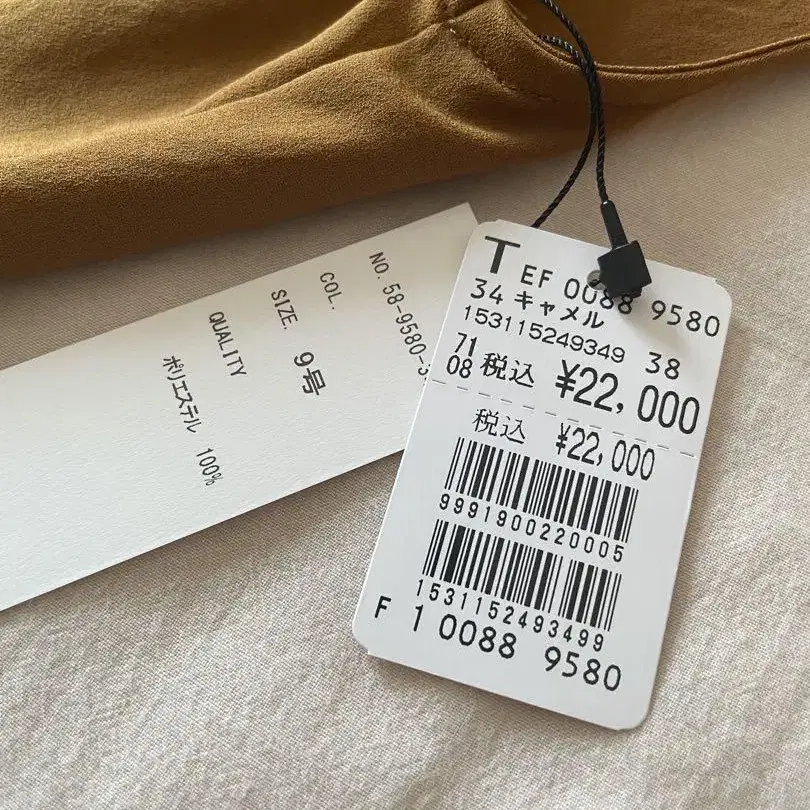 NO. 58-9580-
COL.
SIZE. 9号
QUALITY
ポリエステル 100%
T EF 0088 9580
34 キャメル
153115249349 38
71
08 税込 ¥22,000
税込 ¥22,000
9991900220005
1531152493499
F 1 0088 9580